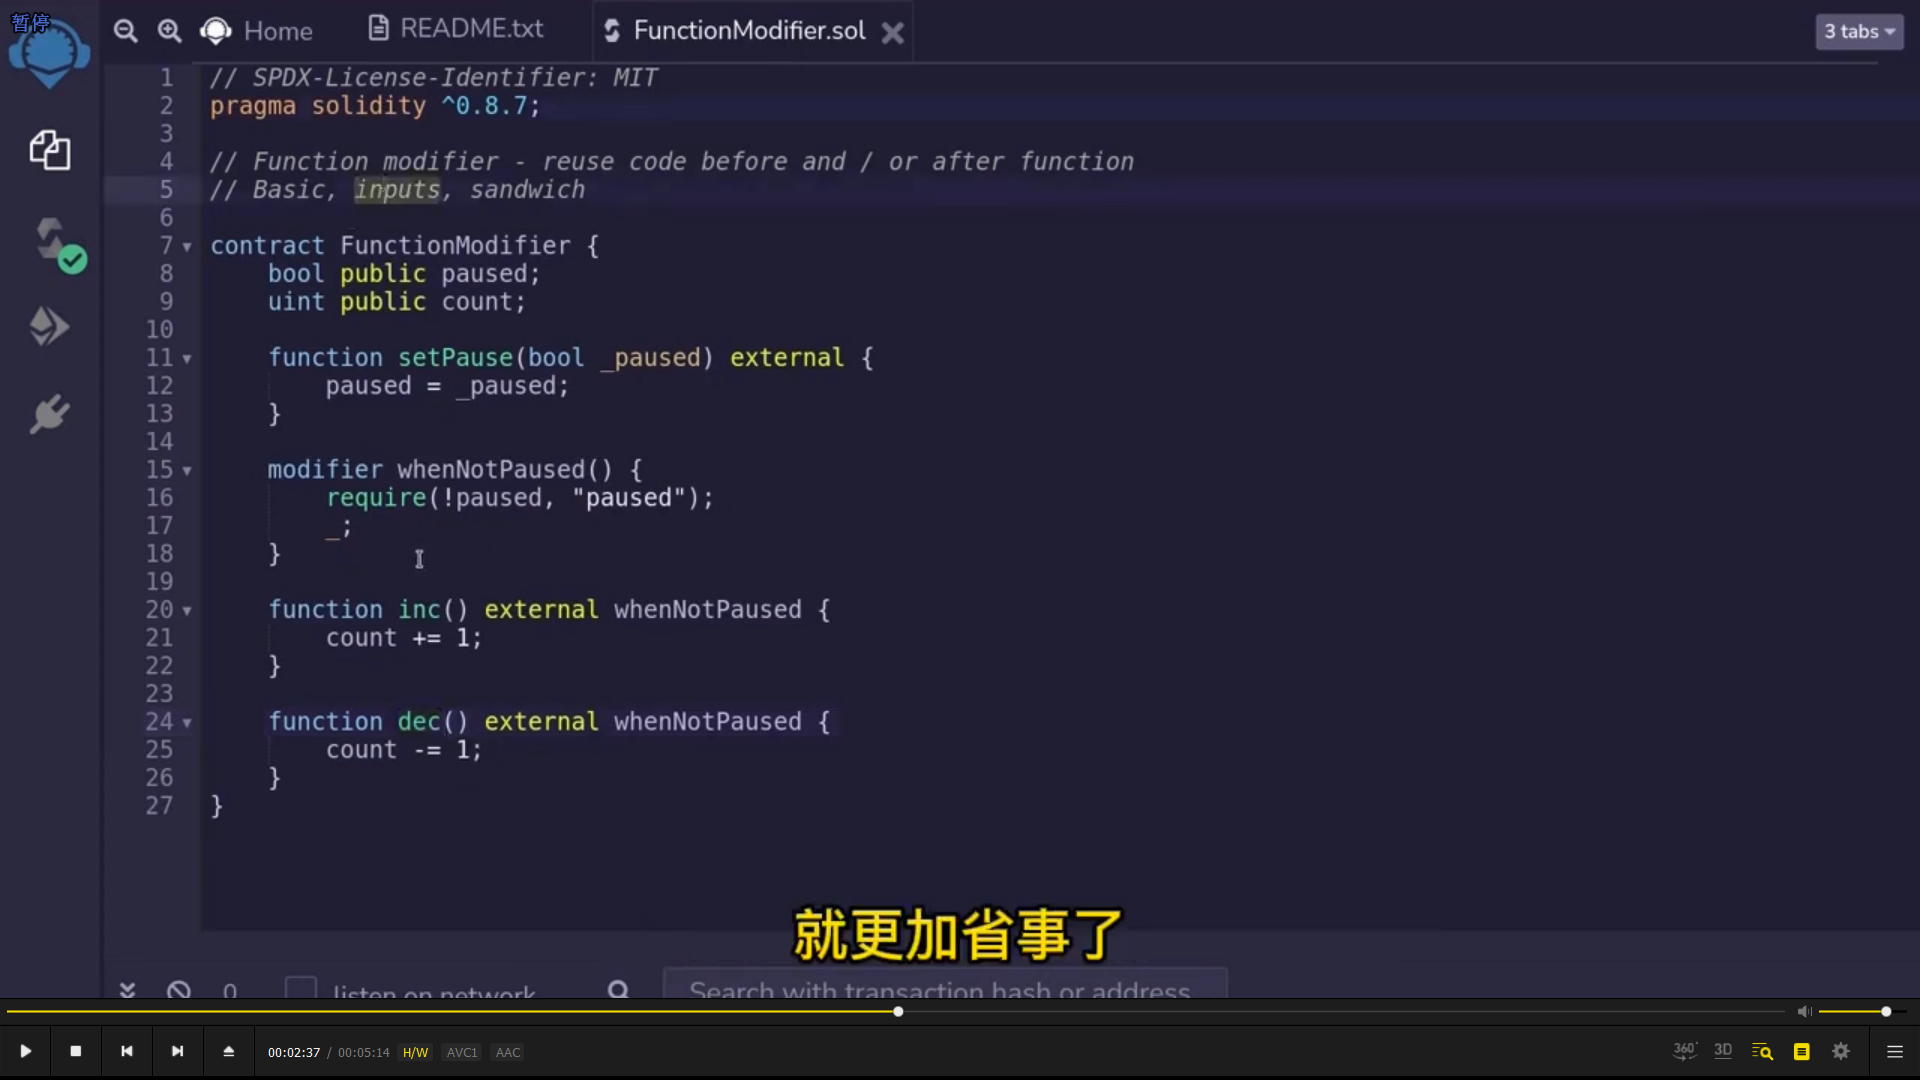 暂停
Home
README.txt
FunctionModifier.sol
3 tabs
1 // SPDX-License-Identifier: MIT
2 pragma solidity ^0.8.7;
3
4 // Function modifier - reuse code before and / or after function
5 // Basic, inputs, sandwich
6
7 contract FunctionModifier {
8 bool public paused;
9 uint public count;
10
11 function setPause(bool _paused) external {
12 paused = _paused;
13 }
14
15 modifier whenNotPaused() {
16 require(!paused, "paused");
17 _;
18 }
19
20 function inc() external whenNotPaused {
21 count += 1;
22 }
23
24 function dec() external whenNotPaused {
25 count -= 1;
26 }
27 }
就更加省事了
0 listen on network Search with transaction hash or address
00:02:37 / 00:05:14 H/W AVC1 AAC 360° 3D